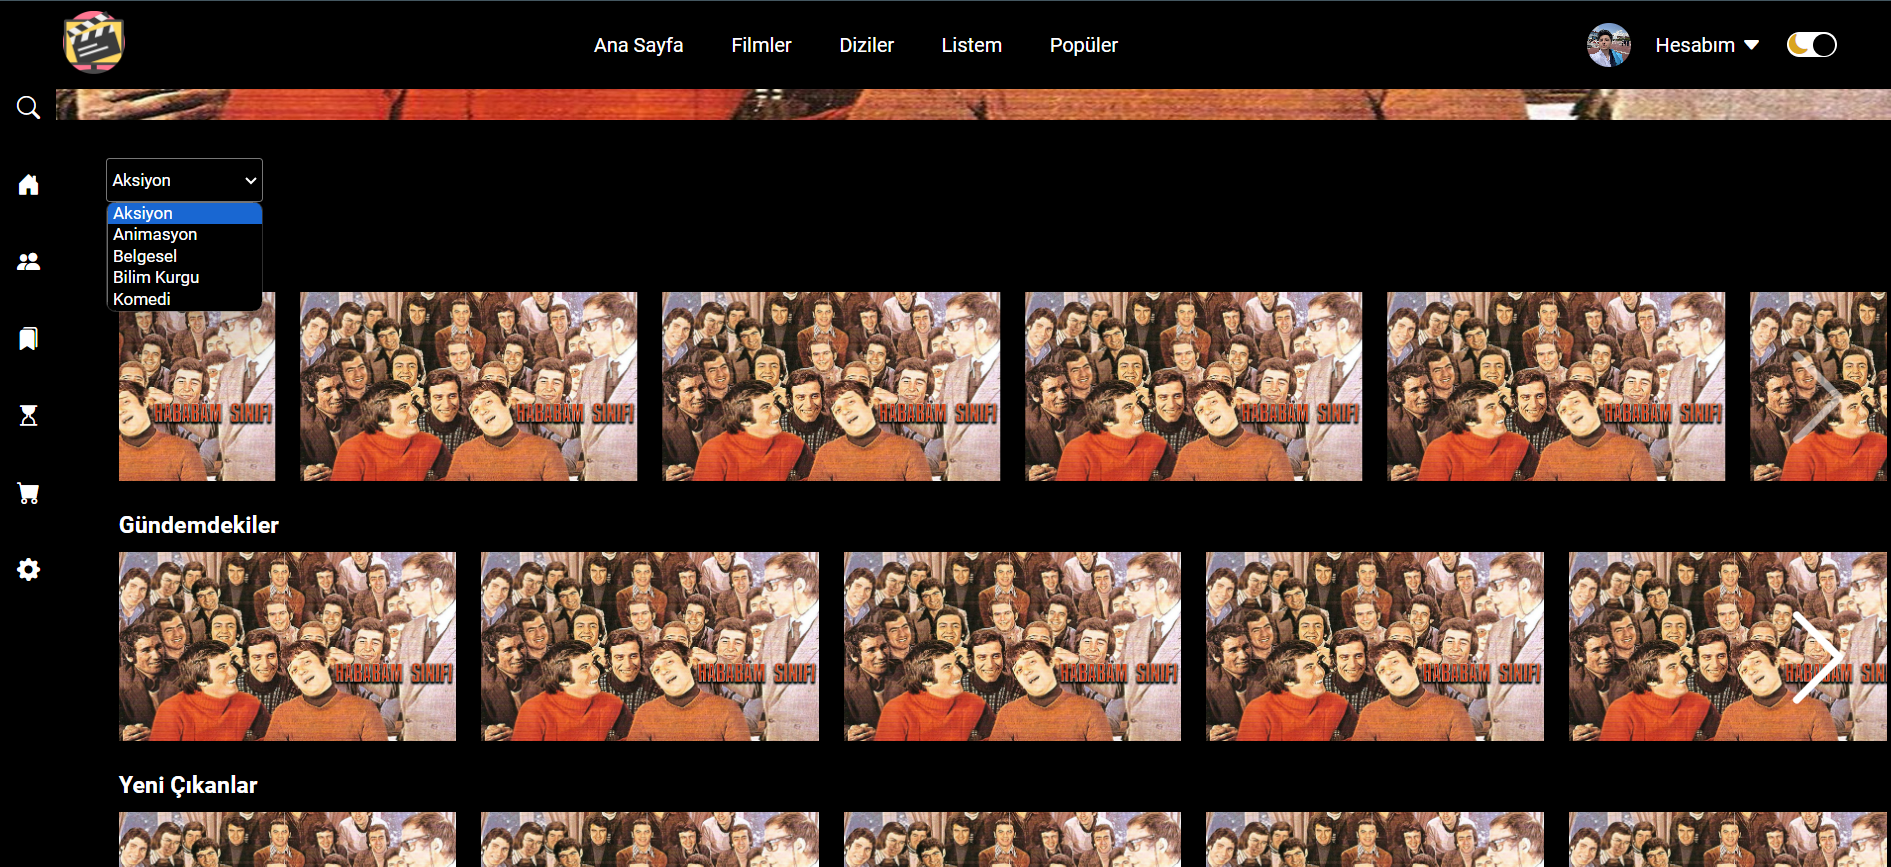 Ana Sayfa Filmler Diziler Listem Popüler Hesabım
Aksiyon
Aksiyon
Animasyon
Belgesel
Bilim Kurgu
Komedi
HABABAM SINIFI HABABAM SINIFI HABABAM SINIFI HABABAM SINIFI HABABAM SINIFI
Gündemdekiler
HABABAM SINIFI HABABAM SINIFI HABABAM SINIFI HABABAM SINIFI HABABAM SIN
Yeni Çıkanlar